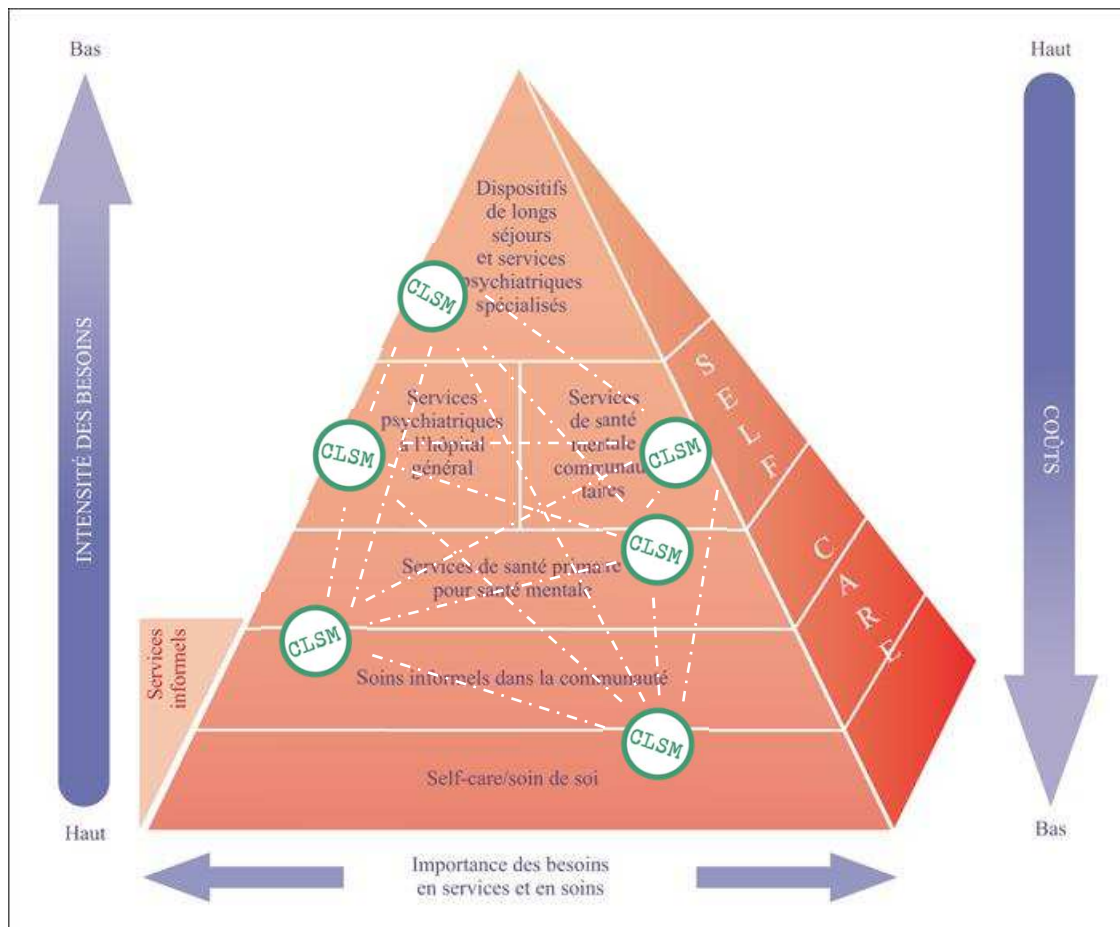 Bas
Haut
INTENSITÉ DES BESOINS
COÛTS
Dispositifs
de longs
séjours
et services
psychiatriques
spécialisés
CLSM
Services
psychiatriques
à l'hôpital
général
CLSM
Services
de santé
mentale
communau
taires
CLSM
SELF CARE
Services de santé primaire
pour santé mentale
CLSM
Services
informels
CLSM
Soins informels dans la communauté
CLSM
Self-care/soin de soi
Haut
Bas
Importance des besoins
en services et en soins